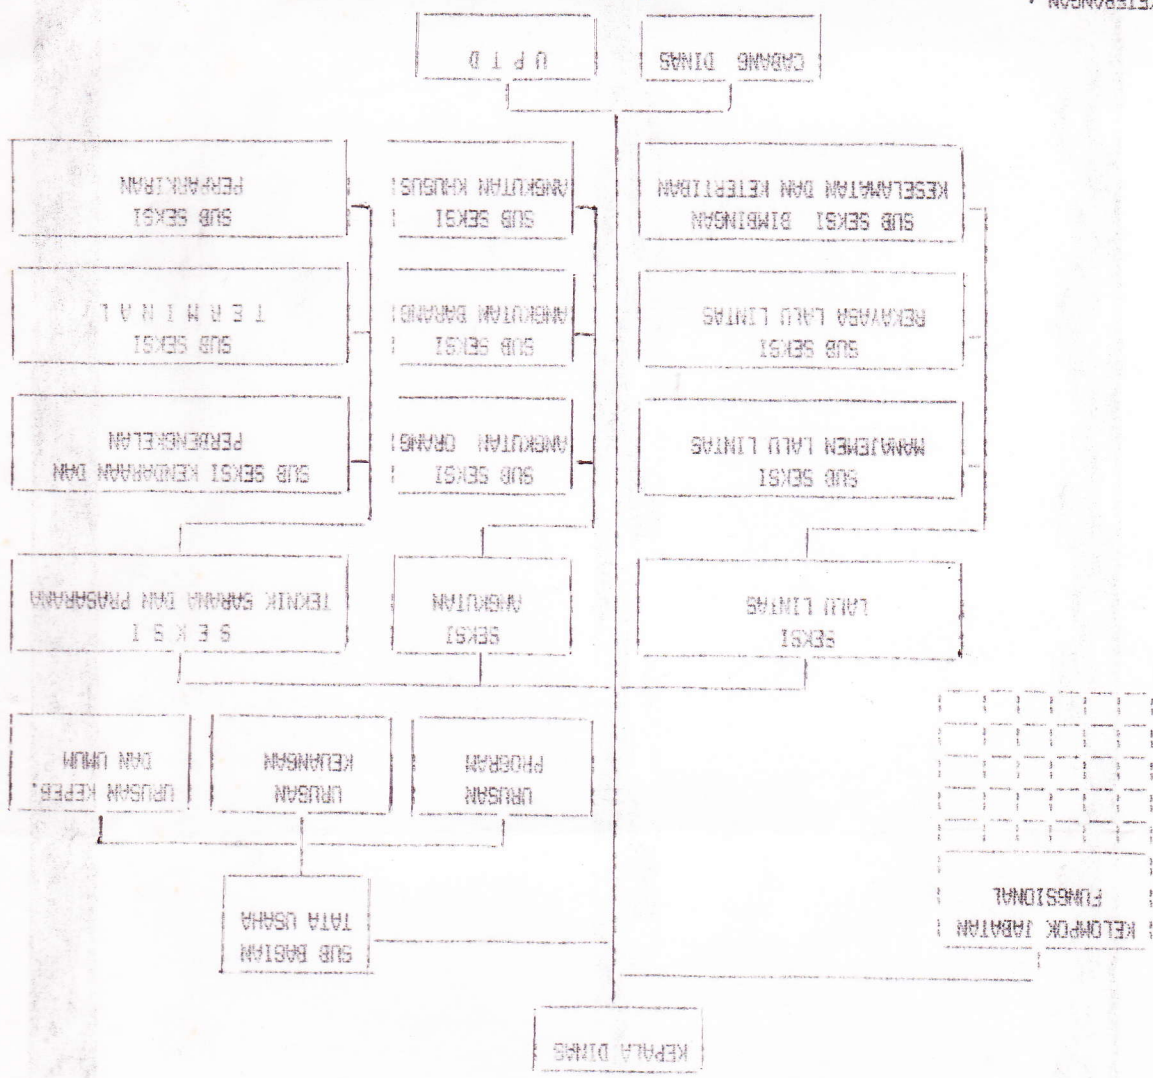 KEPALA DINAS
KELOMPOK JABATAN
FUNGSIONAL
SUB BAGIAN
TATA USAHA
URUSAN
PROGRAM
URUSAN
KEUANGAN
URUSAN KEPEG.
DAN UMUM
SEKSI
LALU LINTAS
SEKSI
ANGKUTAN
S E K S I
TEKNIK SARANA DAN PRASARANA
SUB SEKSI
MANAJEMEN LALU LINTAS
SUB SEKSI
ANGKUTAN ORANG
SUB SEKSI KENDARAAN DAN
PERBENGKELAN
SUB SEKSI
REKAYASA LALU LINTAS
SUB SEKSI
ANGKUTAN BARANG
SUB SEKSI
T E R M I N A L
SUB SEKSI BIMBINGAN
KESELAMATAN DAN KETERTIBAN
SUB SEKSI
ANGKUTAN KHUSUS
SUB SEKSI
PERPARKIRAN
CABANG DINAS
U P T D
KETERANGAN :